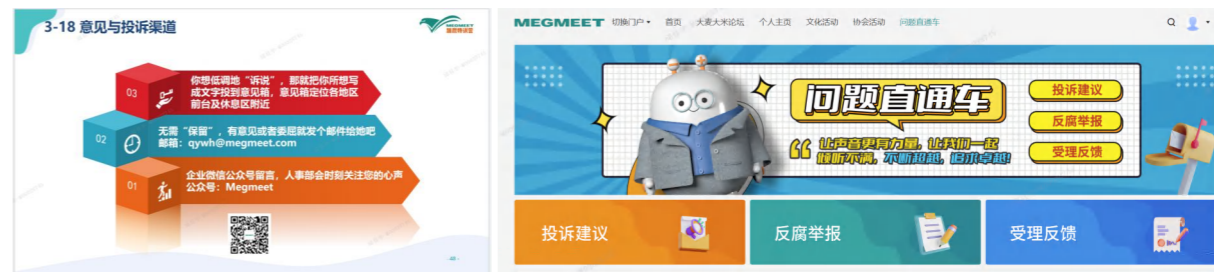 3-18 意见与投诉渠道
MEGMEET
03
你想低调地“诉说”，那就把你所想写
成文字投到意见箱，意见箱定位各地区
前台及休息区附近
02
无需“保留”，有意见或者委屈就发个邮件给她吧
邮箱：qywh@megmeet.com
01
企业微信公众号留言，人事部会时刻关注您的心声
公众号：Megmeet
- 48 -
MEGMEET 切换门户 首页 大麦大米论坛 个人主页 文化活动 协会活动 问题直通车
问题直通车
让声音更有力量，让我们一起
倾听不满，不断超越，追求卓越!
投诉建议
反腐举报
受理反馈
投诉建议
反腐举报
受理反馈